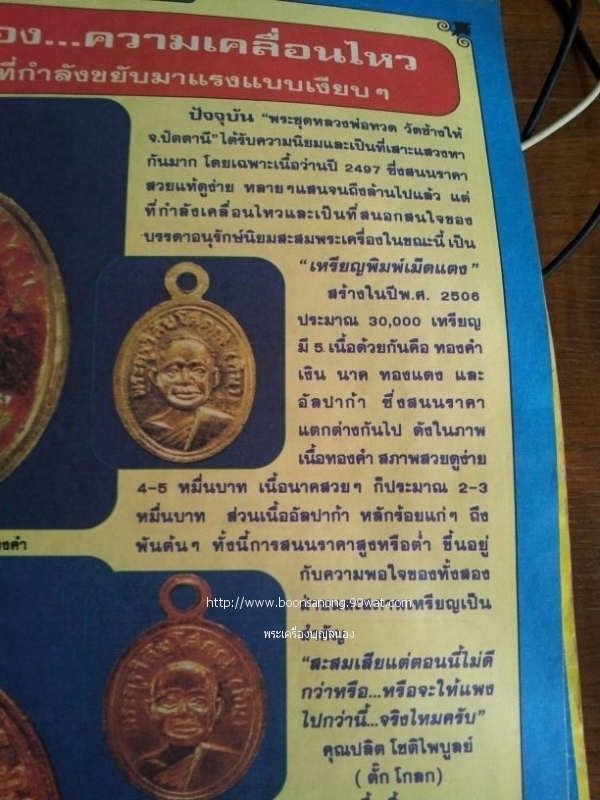 ...ความเคลื่อนไหว
ที่กำลังขยับมาแรงแบบเงียบๆ
ปัจจุบัน "พระชุดหลวงพ่อทวด วัดช้างให้
จ.ปัตตานี" ได้รับความนิยมและเป็นที่เสาะแสวงหา
กันมาก โดยเฉพาะเนื้อว่านปี 2497 ซึ่งสนนราคา
สวยแท้ดูง่าย หลายๆแสนจนถึงล้านไปแล้ว แต่
ที่กำลังเคลื่อนไหวและเป็นที่สนอกสนใจของ
บรรดาอนุรักษ์นิยมสะสมพระเครื่องในขณะนี้ เป็น
"เหรียญพิมพ์เม็ดแตง"
สร้างในปีพ.ศ. 2506
ประมาณ 30,000 เหรียญ
มี 5 เนื้อด้วยกันคือ ทองคำ
เงิน นาค ทองแดง และ
อัลปาก้า ซึ่งสนนราคา
แตกต่างกันไป ดังในภาพ
เนื้อทองคำ สภาพสวยดูง่าย
4-5 หมื่นบาท เนื้อนาคสวยๆ ก็ประมาณ 2-3
หมื่นบาท ส่วนเนื้ออัลปาก้า หลักร้อยแก่ๆ ถึง
พันต้นๆ ทั้งนี้การสนนราคาสูงหรือต่ำ ขึ้นอยู่
กับความพอใจของทั้งสอง
http://www.boonsanong.99wat.com
เหรียญเป็น
พระเครื่องบุญสนอง
"สะสมเสียแต่ตอนนี้ไม่ดี
กว่าหรือ...หรือจะให้แพง
ไปกว่านี้...จริงไหมครับ"
คุณปลิต โชติไพบูลย์
( ตั๊ก โกลก)